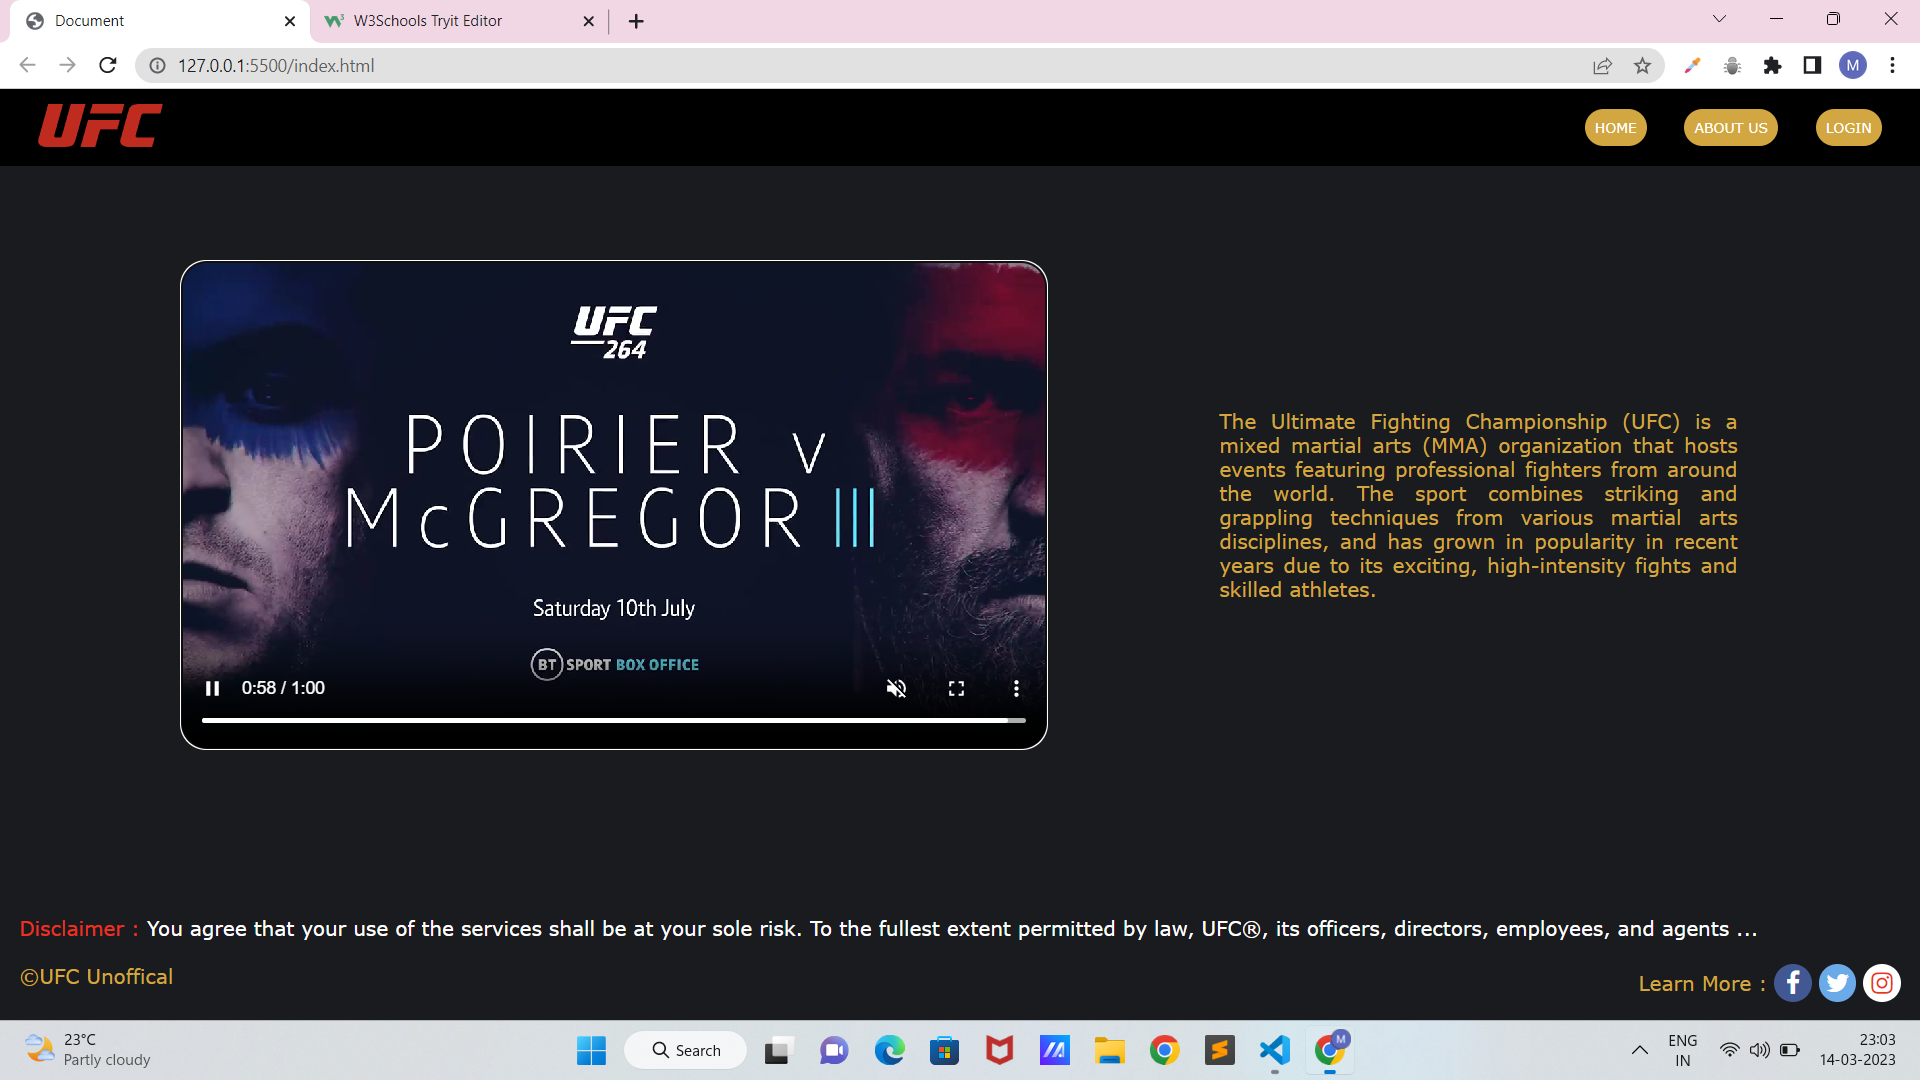 Document
W3Schools Tryit Editor
127.0.0.1:5500/index.html
M
UFC
HOME
ABOUT US
LOGIN
UFC
264
POIRIER v
McGREGOR III
Saturday 10th July
BT SPORT BOX OFFICE
0:58 / 1:00
The Ultimate Fighting Championship (UFC) is a
mixed martial arts (MMA) organization that hosts
events featuring professional fighters from around
the world. The sport combines striking and
grappling techniques from various martial arts
disciplines, and has grown in popularity in recent
years due to its exciting, high-intensity fights and
skilled athletes.
Disclaimer : You agree that your use of the services shall be at your sole risk. To the fullest extent permitted by law, UFC®, its officers, directors, employees, and agents ...
©UFC Unoffical
Learn More :
23°C
Partly cloudy
Search
M
ENG
IN
23:03
14-03-2023